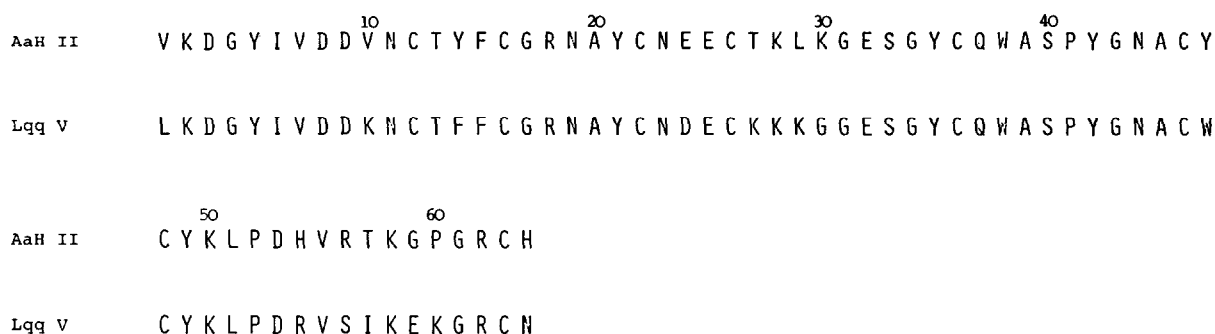 10 20 30 40
AaH II V K D G Y I V D D V N C T Y F C G R N A Y C N E E C T K L K G E S G Y C Q W A S P Y G N A C Y
Lqq V L K D G Y I V D D K N C T F F C G R N A Y C N D E C K K K G G E S G Y C Q W A S P Y G N A C W
50 60
AaH II C Y K L P D H V R T K G P G R C H
Lqq V C Y K L P D R V S I K E K G R C N